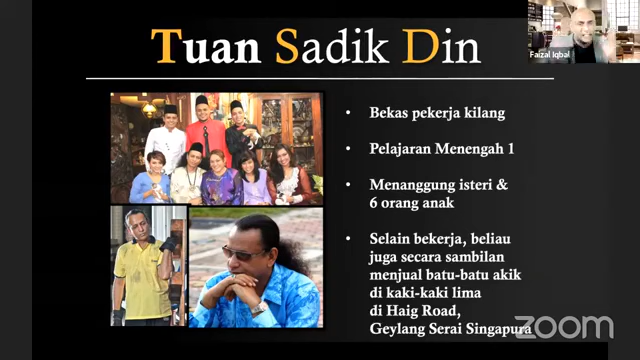 Tuan Sadik Din
Faizal Iqbal
• Bekas pekerja kilang
• Pelajaran Menengah 1
• Menanggung isteri &
6 orang anak
• Selain bekerja, beliau
juga secara sambilan
menjual batu-batu akik
di kaki-kaki lima
di Haig Road,
Geylang Serai Singapura
zoom